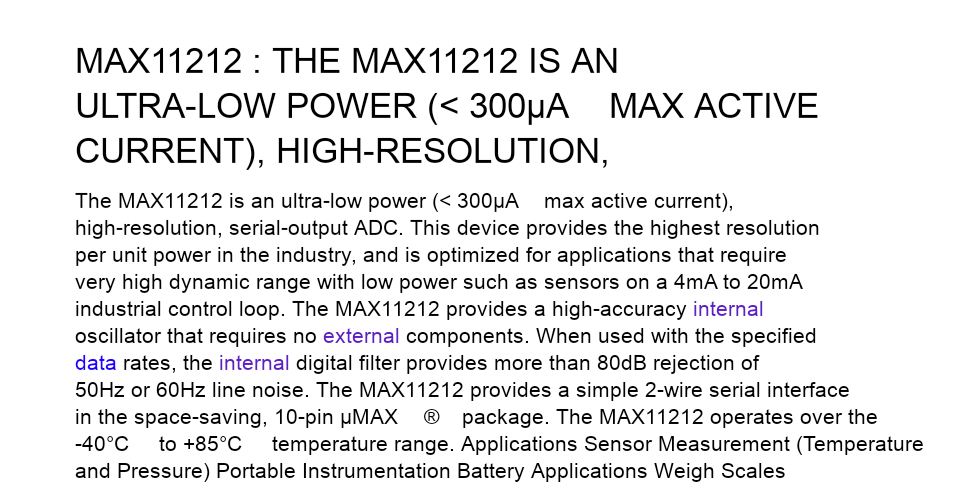 MAX11212 : THE MAX11212 IS AN
ULTRA-LOW POWER (< 300µA MAX ACTIVE
CURRENT), HIGH-RESOLUTION,
The MAX11212 is an ultra-low power (< 300µA max active current),
high-resolution, serial-output ADC. This device provides the highest resolution
per unit power in the industry, and is optimized for applications that require
very high dynamic range with low power such as sensors on a 4mA to 20mA
industrial control loop. The MAX11212 provides a high-accuracy internal
oscillator that requires no external components. When used with the specified
data rates, the internal digital filter provides more than 80dB rejection of
50Hz or 60Hz line noise. The MAX11212 provides a simple 2-wire serial interface
in the space-saving, 10-pin µMAX ® package. The MAX11212 operates over the
-40°C to +85°C temperature range. Applications Sensor Measurement (Temperature
and Pressure) Portable Instrumentation Battery Applications Weigh Scales